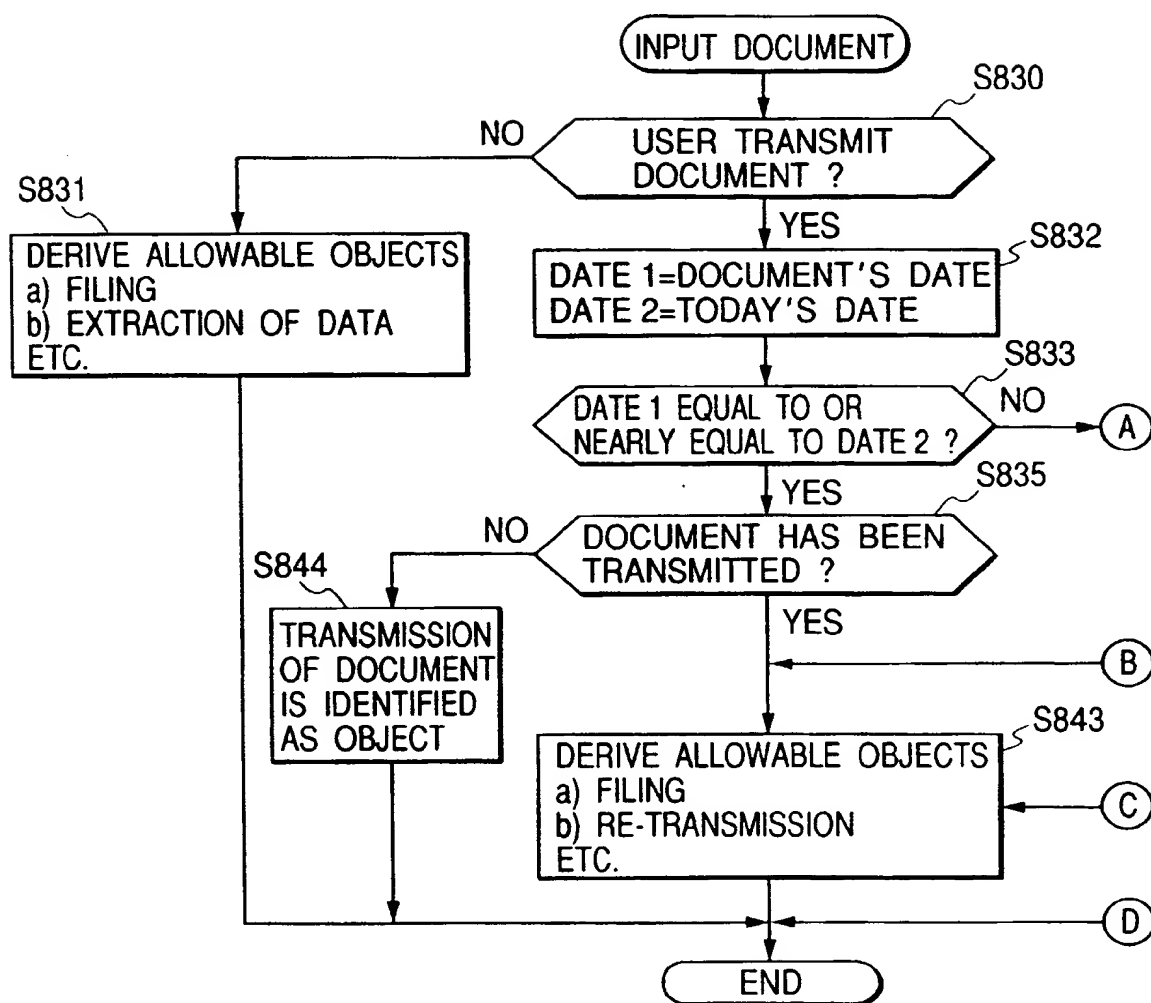 INPUT DOCUMENT
S830
NO
USER TRANSMIT
DOCUMENT ?
S831
YES
S832
DERIVE ALLOWABLE OBJECTS
a) FILING
b) EXTRACTION OF DATA
ETC.
DATE 1=DOCUMENT'S DATE
DATE 2=TODAY'S DATE
S833
DATE 1 EQUAL TO OR
NEARLY EQUAL TO DATE 2 ?
NO
A
YES
S835
NO
DOCUMENT HAS BEEN
TRANSMITTED ?
S844
YES
TRANSMISSION
OF DOCUMENT
IS IDENTIFIED
AS OBJECT
B
S843
DERIVE ALLOWABLE OBJECTS
a) FILING
b) RE-TRANSMISSION
ETC.
C
D
END